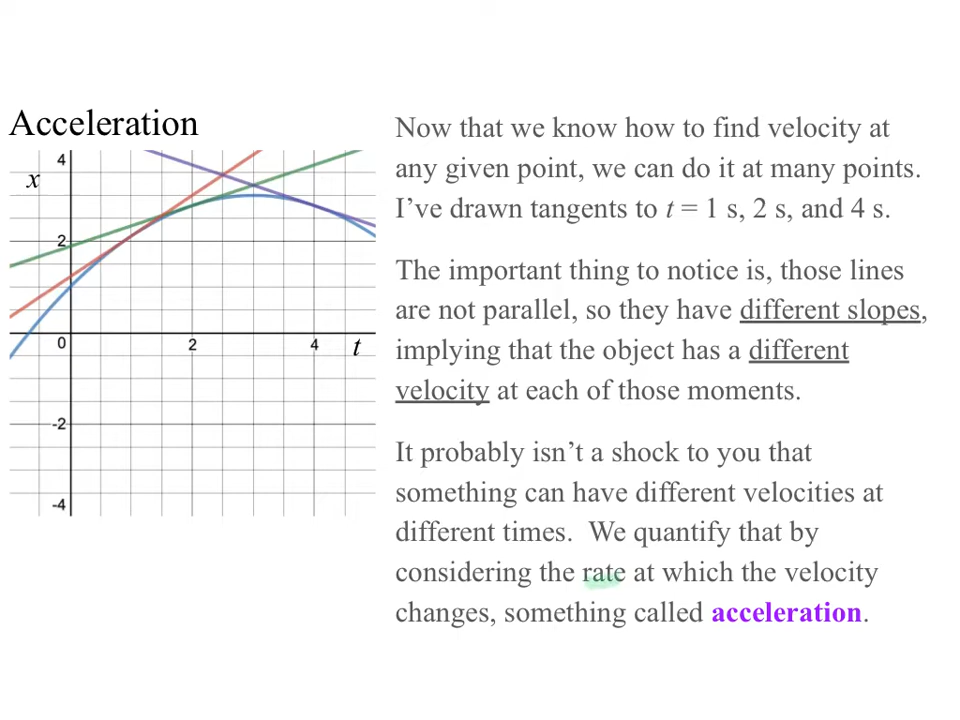 Acceleration
4
x
2
0
2
4
t
-2
-4
Now that we know how to find velocity at
any given point, we can do it at many points.
I’ve drawn tangents to t = 1 s, 2 s, and 4 s.
The important thing to notice is, those lines
are not parallel, so they have different slopes,
implying that the object has a different
velocity at each of those moments.
It probably isn’t a shock to you that
something can have different velocities at
different times.  We quantify that by
considering the rate at which the velocity
changes, something called acceleration.